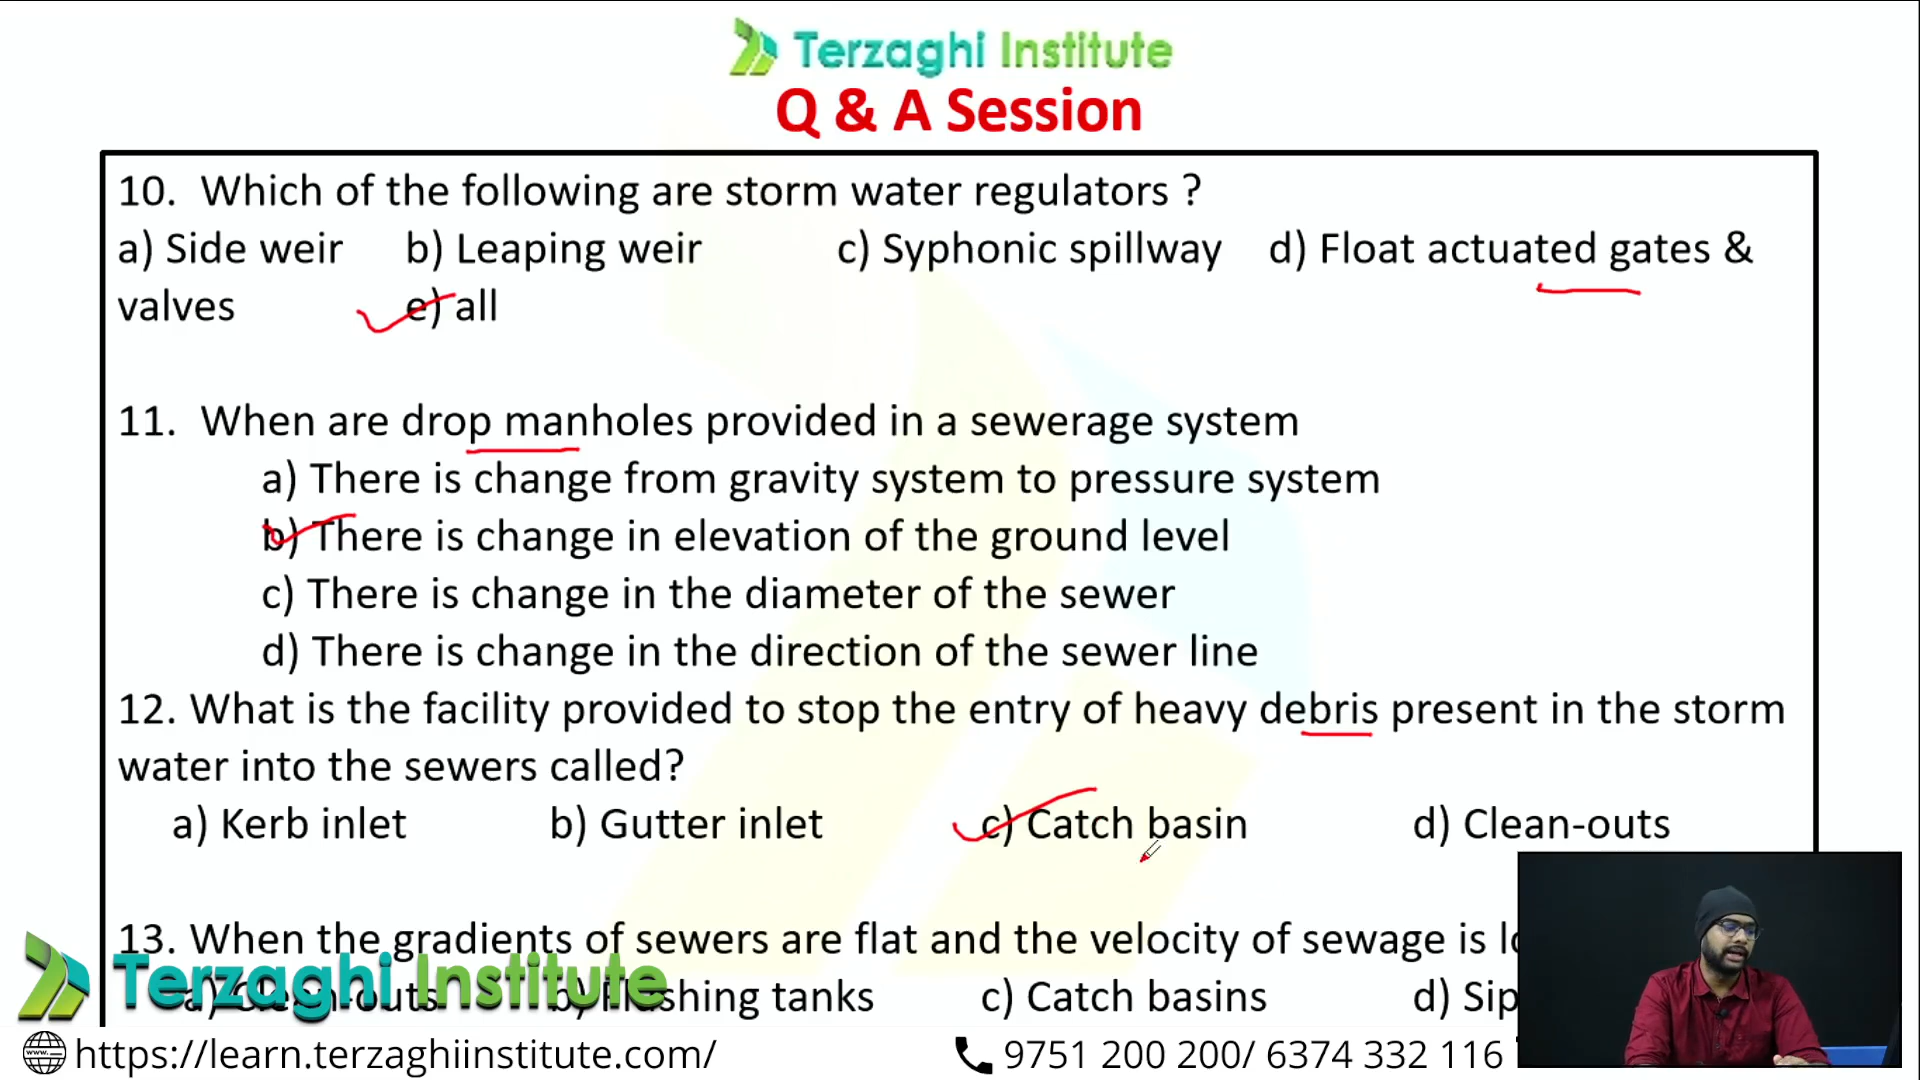 Terzaghi Institute
Q & A Session
10. Which of the following are storm water regulators ?
a) Side weir b) Leaping weir c) Syphonic spillway d) Float actuated gates &
valves e) all
11. When are drop manholes provided in a sewerage system
a) There is change from gravity system to pressure system
b) There is change in elevation of the ground level
c) There is change in the diameter of the sewer
d) There is change in the direction of the sewer line
12. What is the facility provided to stop the entry of heavy debris present in the storm
water into the sewers called?
a) Kerb inlet b) Gutter inlet c) Catch basin d) Clean-outs
13. When the gradients of sewers are flat and the velocity of sewage is
Terzaghi Institute
a) Clean-outs b) Flushing tanks c) Catch basins d)
https://learn.terzaghiinstitute.com/
9751 200 200/ 6374 332 116